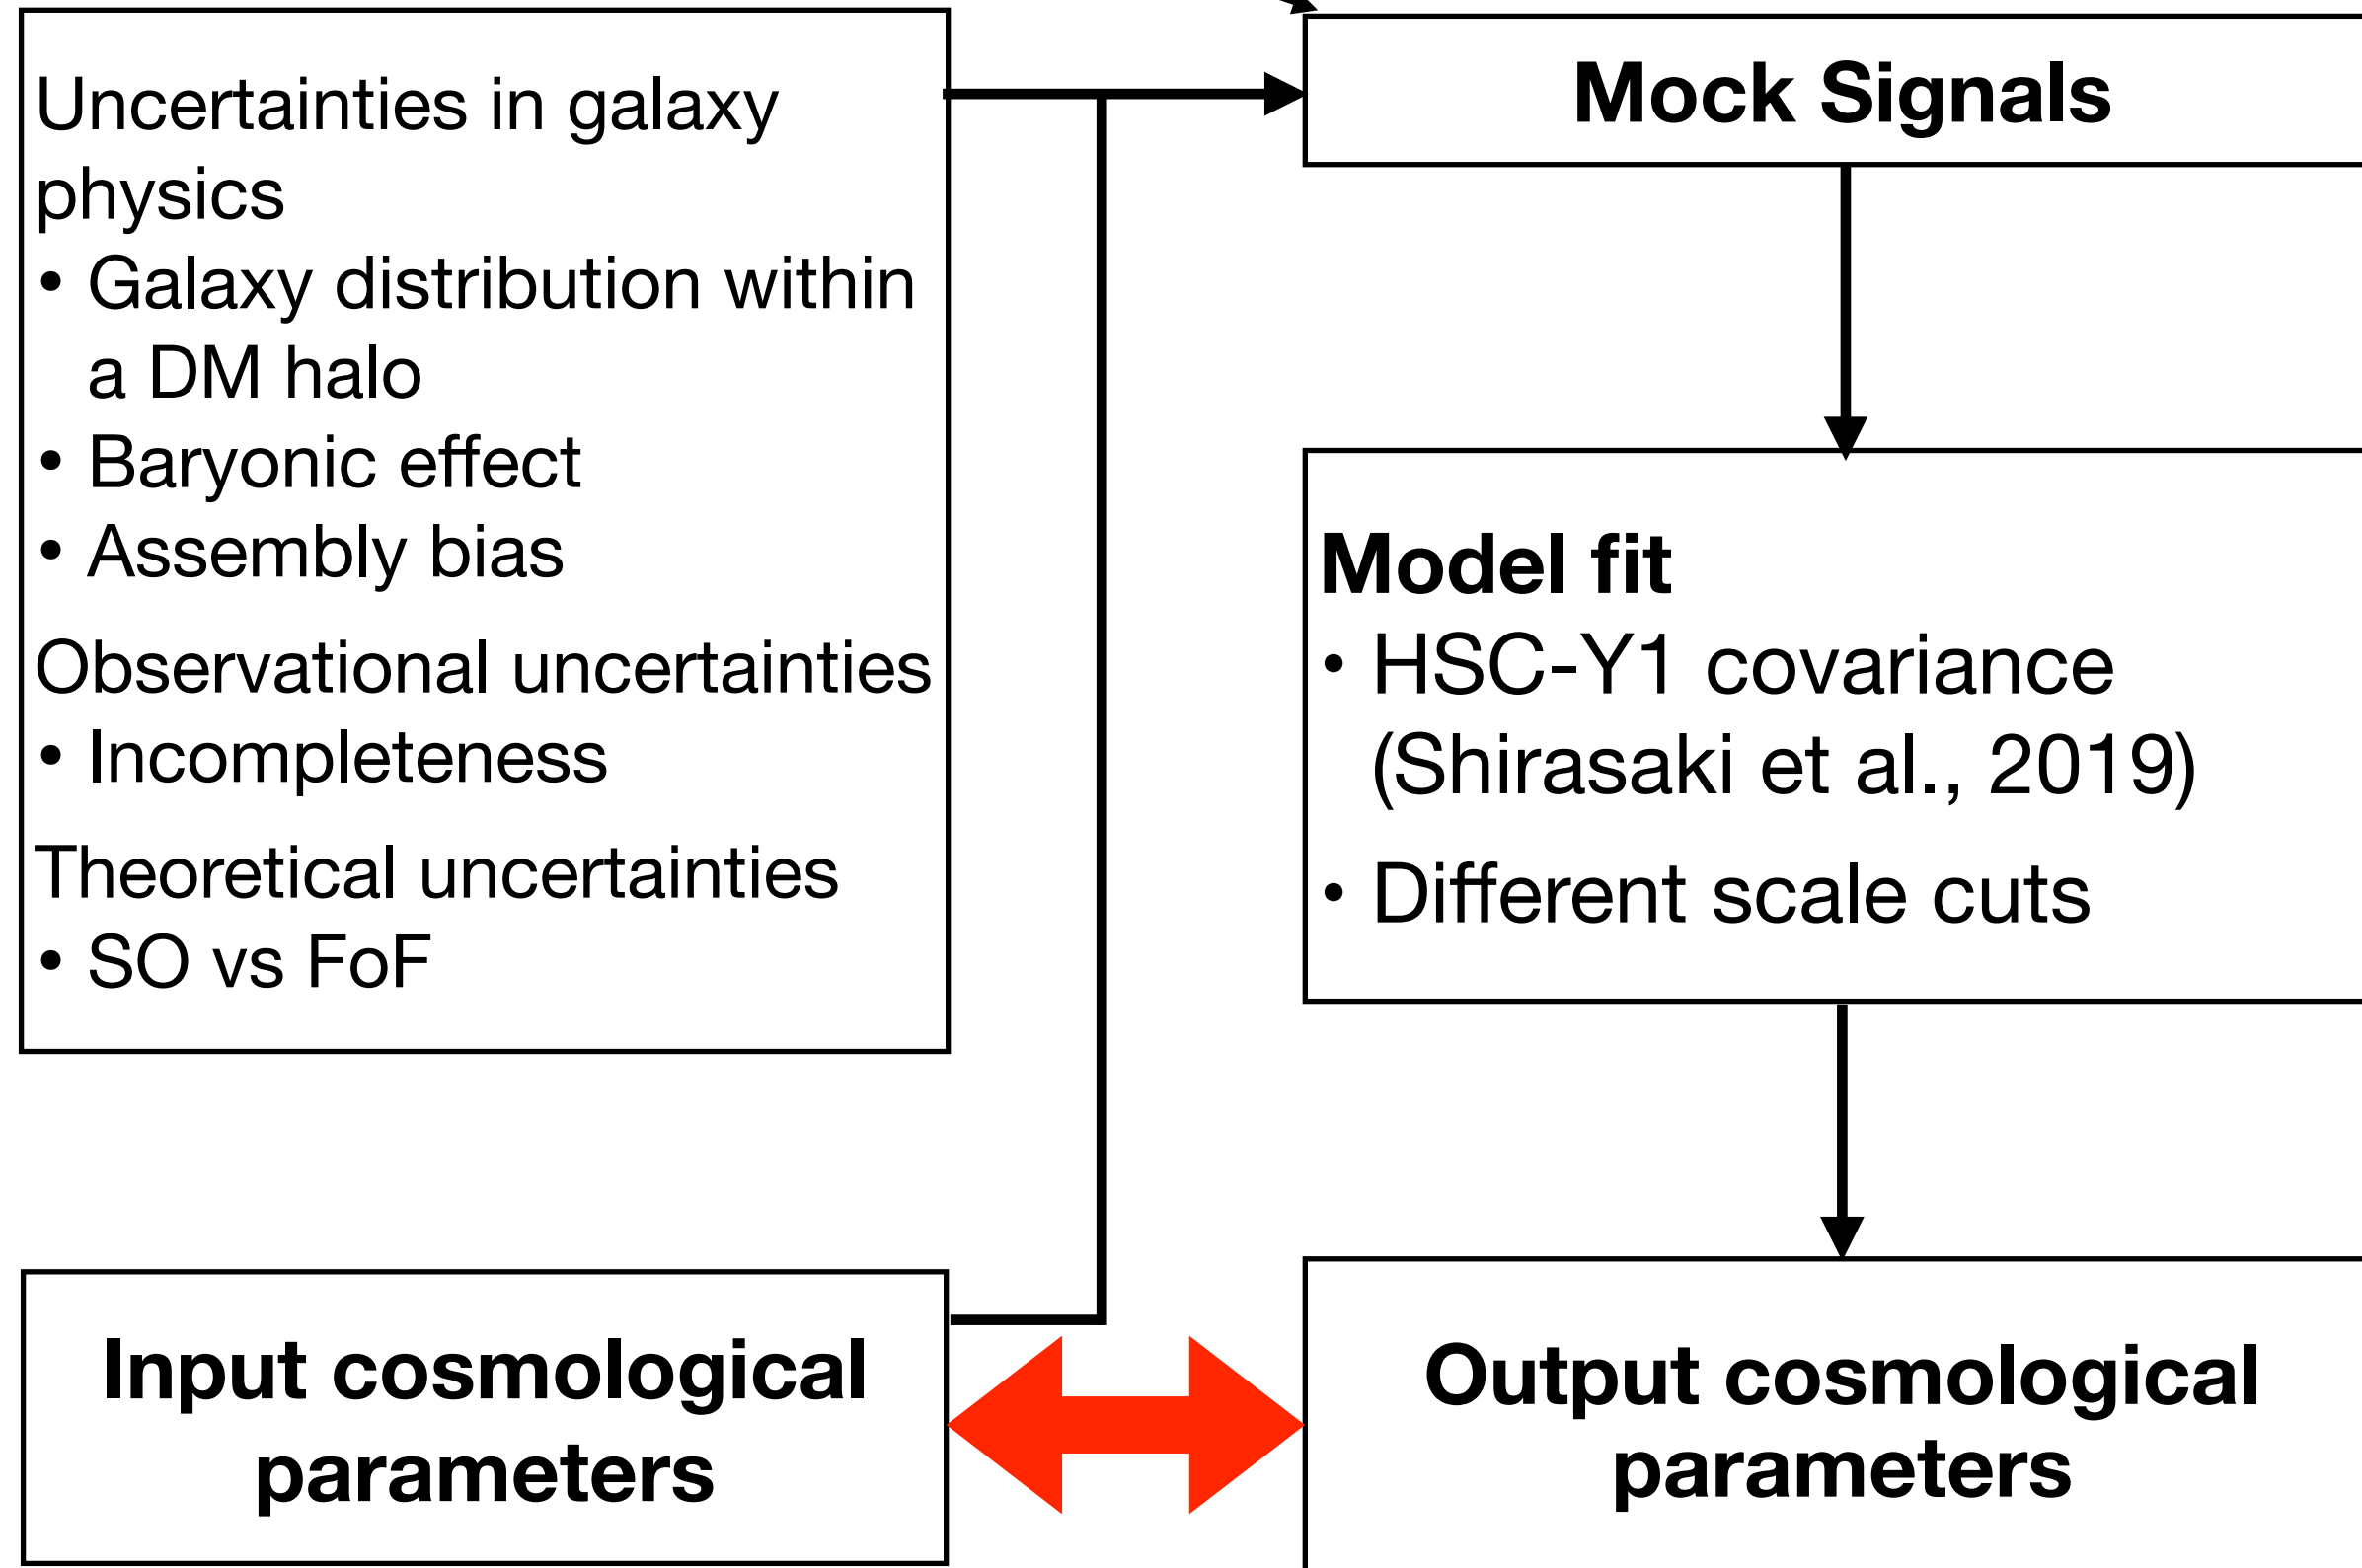 Uncertainties in galaxy
physics
• Galaxy distribution within
a DM halo
• Baryonic effect
• Assembly bias
Observational uncertainties
• Incompleteness
Theoretical uncertainties
• SO vs FoF
Mock Signals
Model fit
• HSC-Y1 covariance
(Shirasaki et al., 2019)
• Different scale cuts
Input cosmological
parameters
Output cosmological
parameters